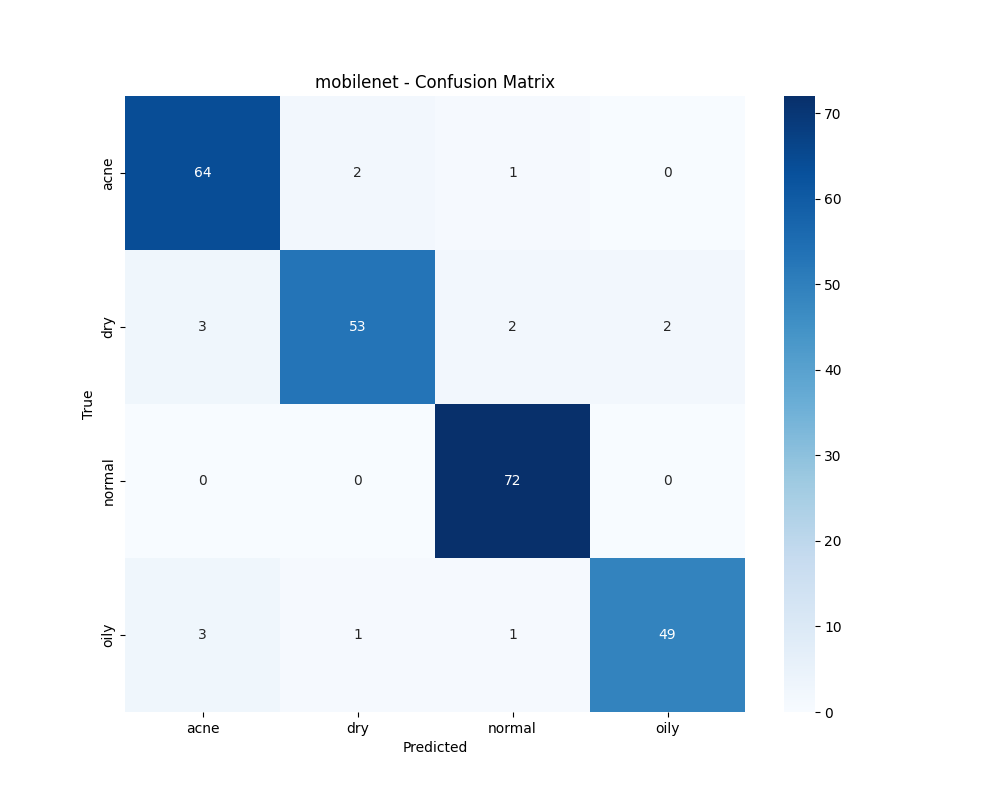 mobilenet - Confusion Matrix
True
acne
64 2 1 0
dry
3 53 2 2
normal
0 0 72 0
oily
3 1 1 49
acne dry normal oily
Predicted
70
60
50
40
30
20
10
0